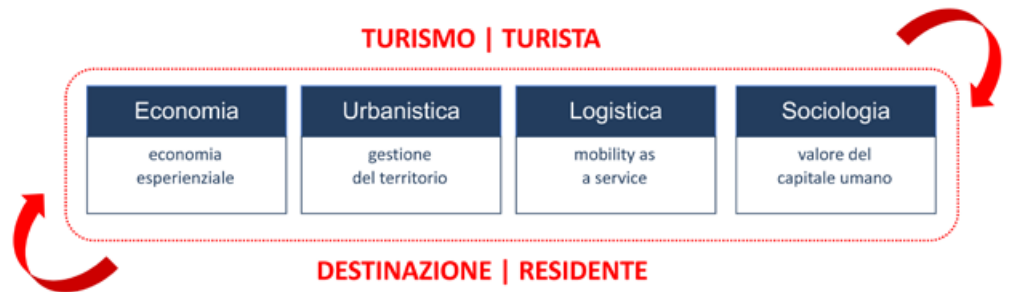 TURISMO | TURISTA
Economia
economia
esperienziale
Urbanistica
gestione
del territorio
Logistica
mobility as
a service
Sociologia
valore del
capitale umano
DESTINAZIONE | RESIDENTE